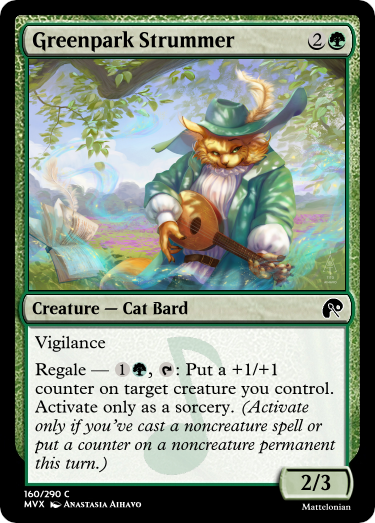 Greenpark Strummer 2
Creature — Cat Bard
Vigilance
Regale — 1, : Put a +1/+1
counter on target creature you control.
Activate only as a sorcery. (Activate
only if you've cast a noncreature spell or
put a counter on a noncreature permanent
this turn.)
2/3
160/290 C
MVX Anastasia Aihavo
Mattelonian